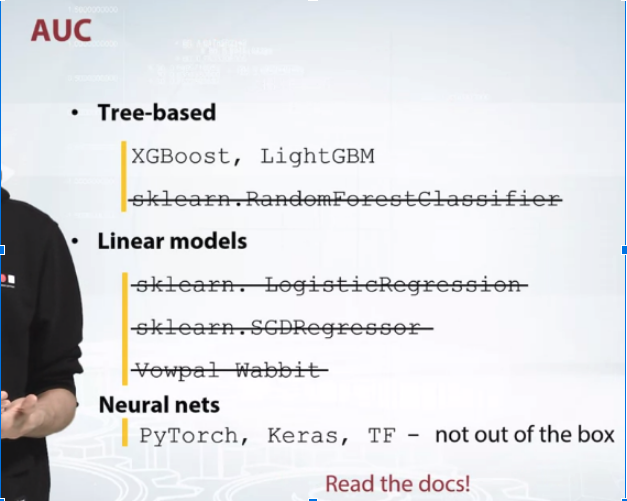 AUC
• Tree-based
XGBoost, LightGBM
sklearn.RandomForestClassifier
• Linear models
sklearn. LogisticRegression
sklearn.SGDRegressor
Vowpal Wabbit
Neural nets
PyTorch, Keras, TF – not out of the box
Read the docs!